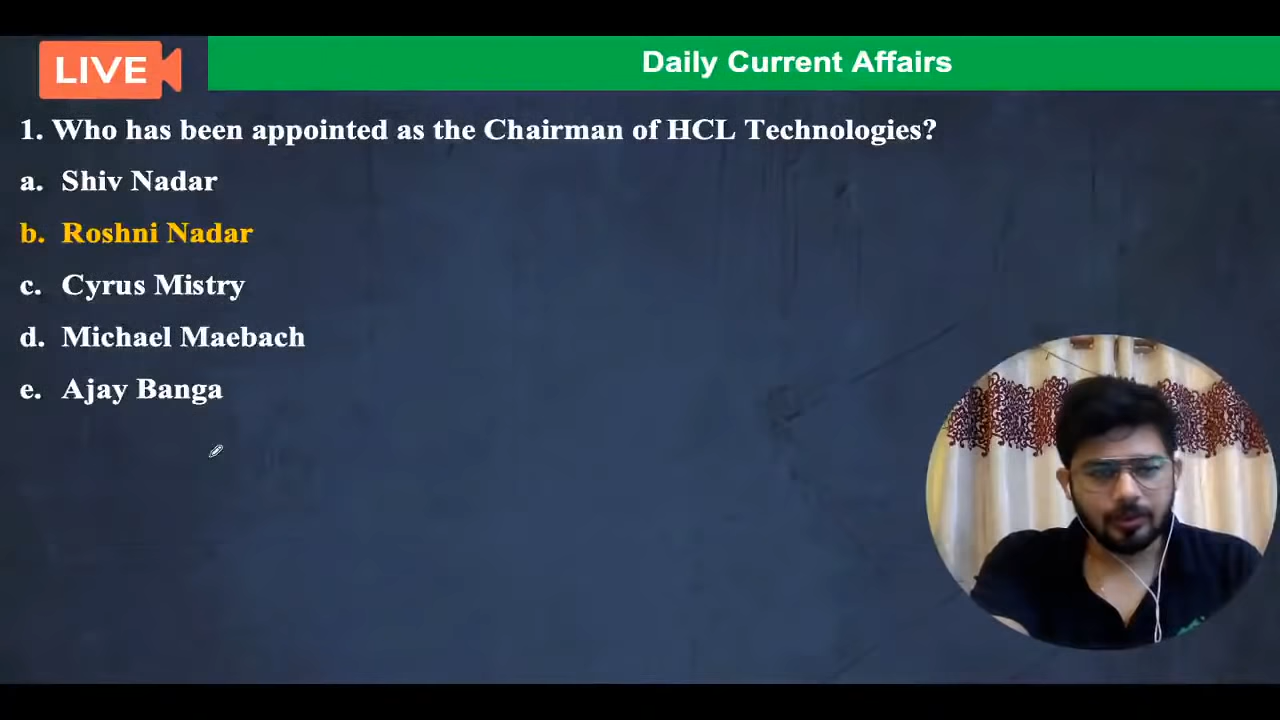 LIVE
Daily Current Affairs
1. Who has been appointed as the Chairman of HCL Technologies?
a. Shiv Nadar
b. Roshni Nadar
c. Cyrus Mistry
d. Michael Maebach
e. Ajay Banga